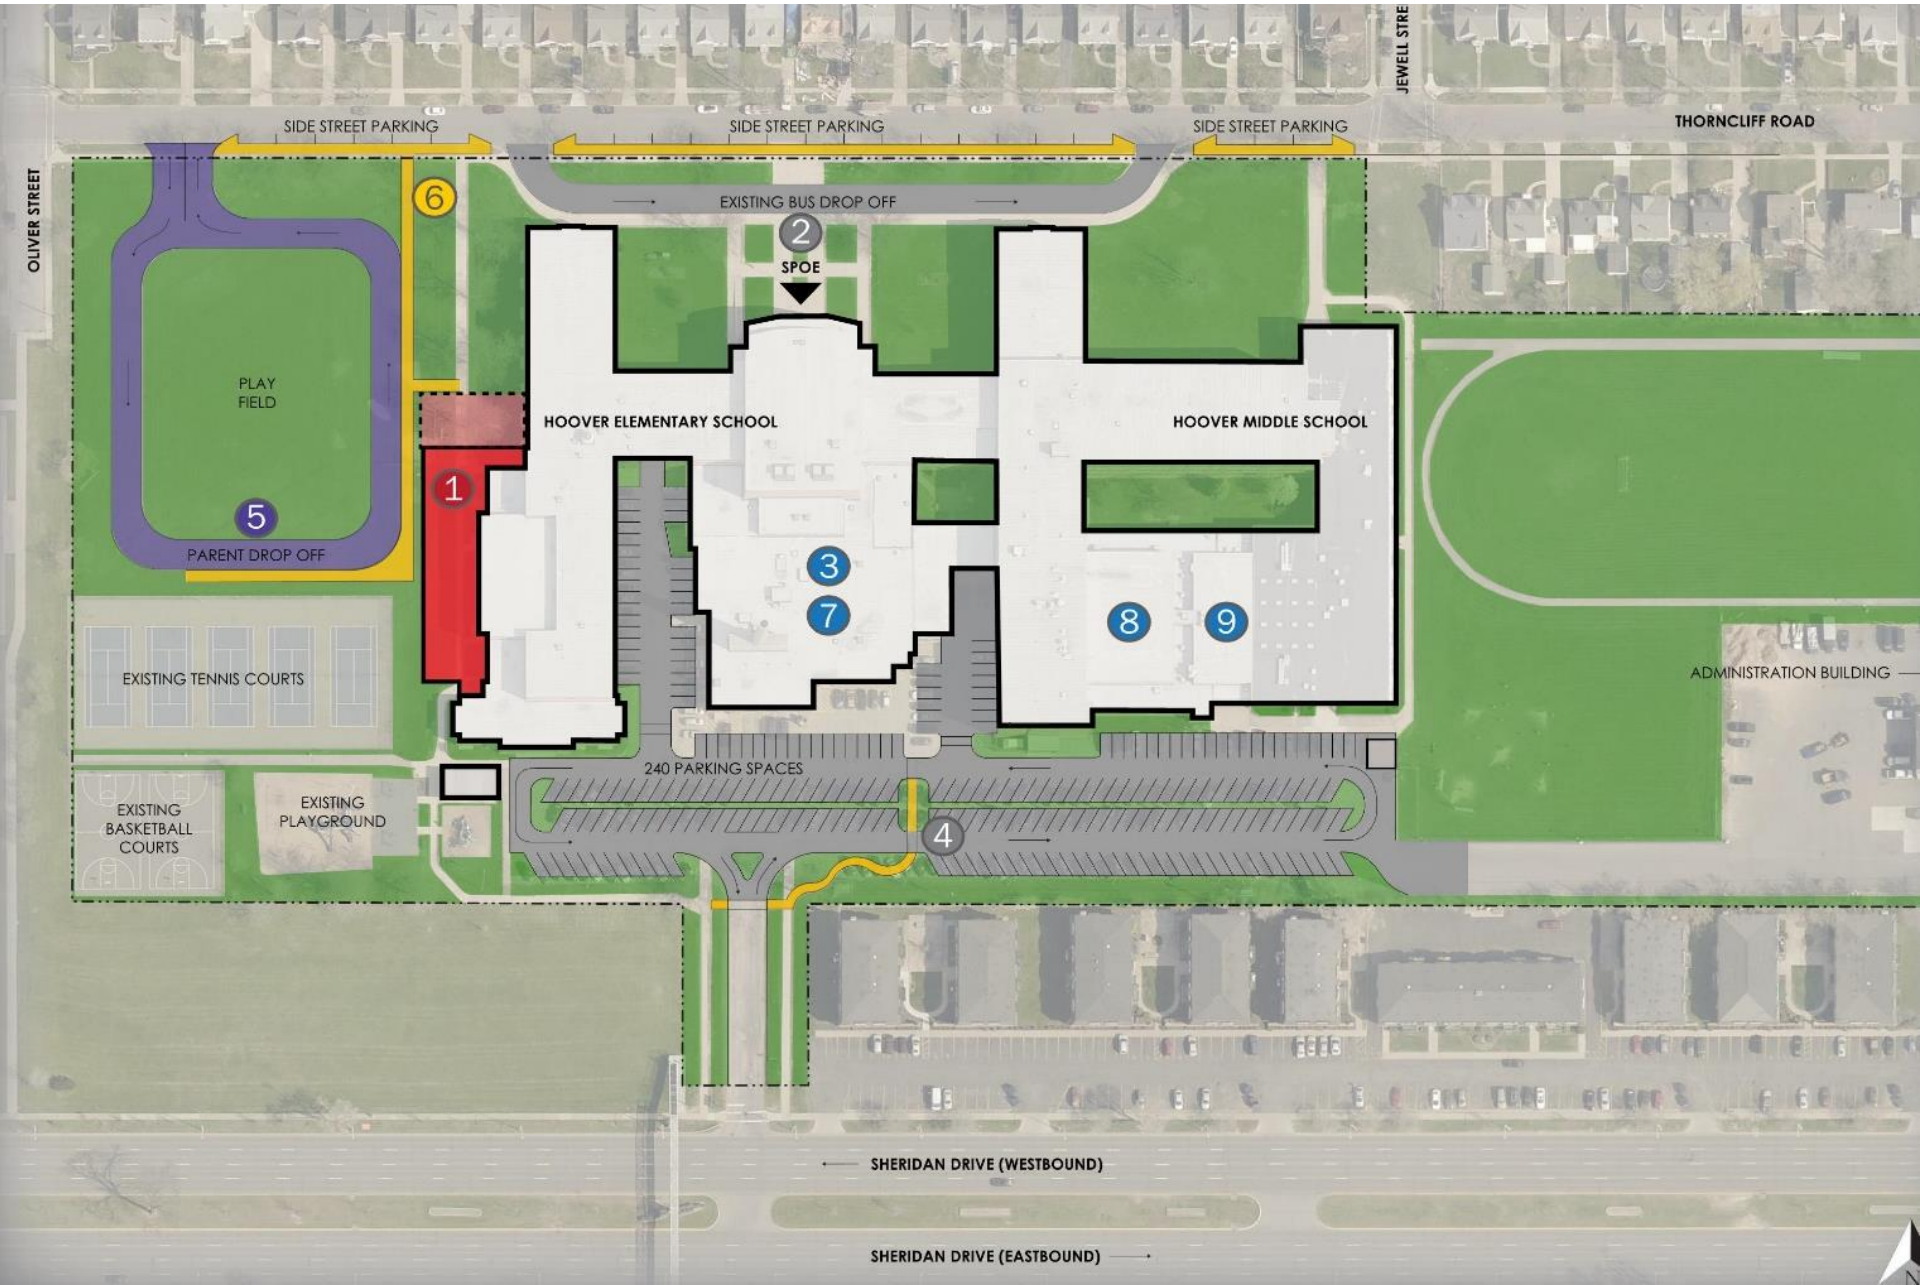 JEWELL STRE
SIDE STREET PARKING
SIDE STREET PARKING
SIDE STREET PARKING
THORNCLIFF ROAD
OLIVER STREET
6
EXISTING BUS DROP OFF
2
SPOE
PLAY
FIELD
HOOVER ELEMENTARY SCHOOL
HOOVER MIDDLE SCHOOL
1
5
PARENT DROP OFF
3
7
8
9
EXISTING TENNIS COURTS
ADMINISTRATION BUILDING
240 PARKING SPACES
EXISTING
BASKETBALL
COURTS
EXISTING
PLAYGROUND
4
SHERIDAN DRIVE (WESTBOUND)
SHERIDAN DRIVE (EASTBOUND)
N